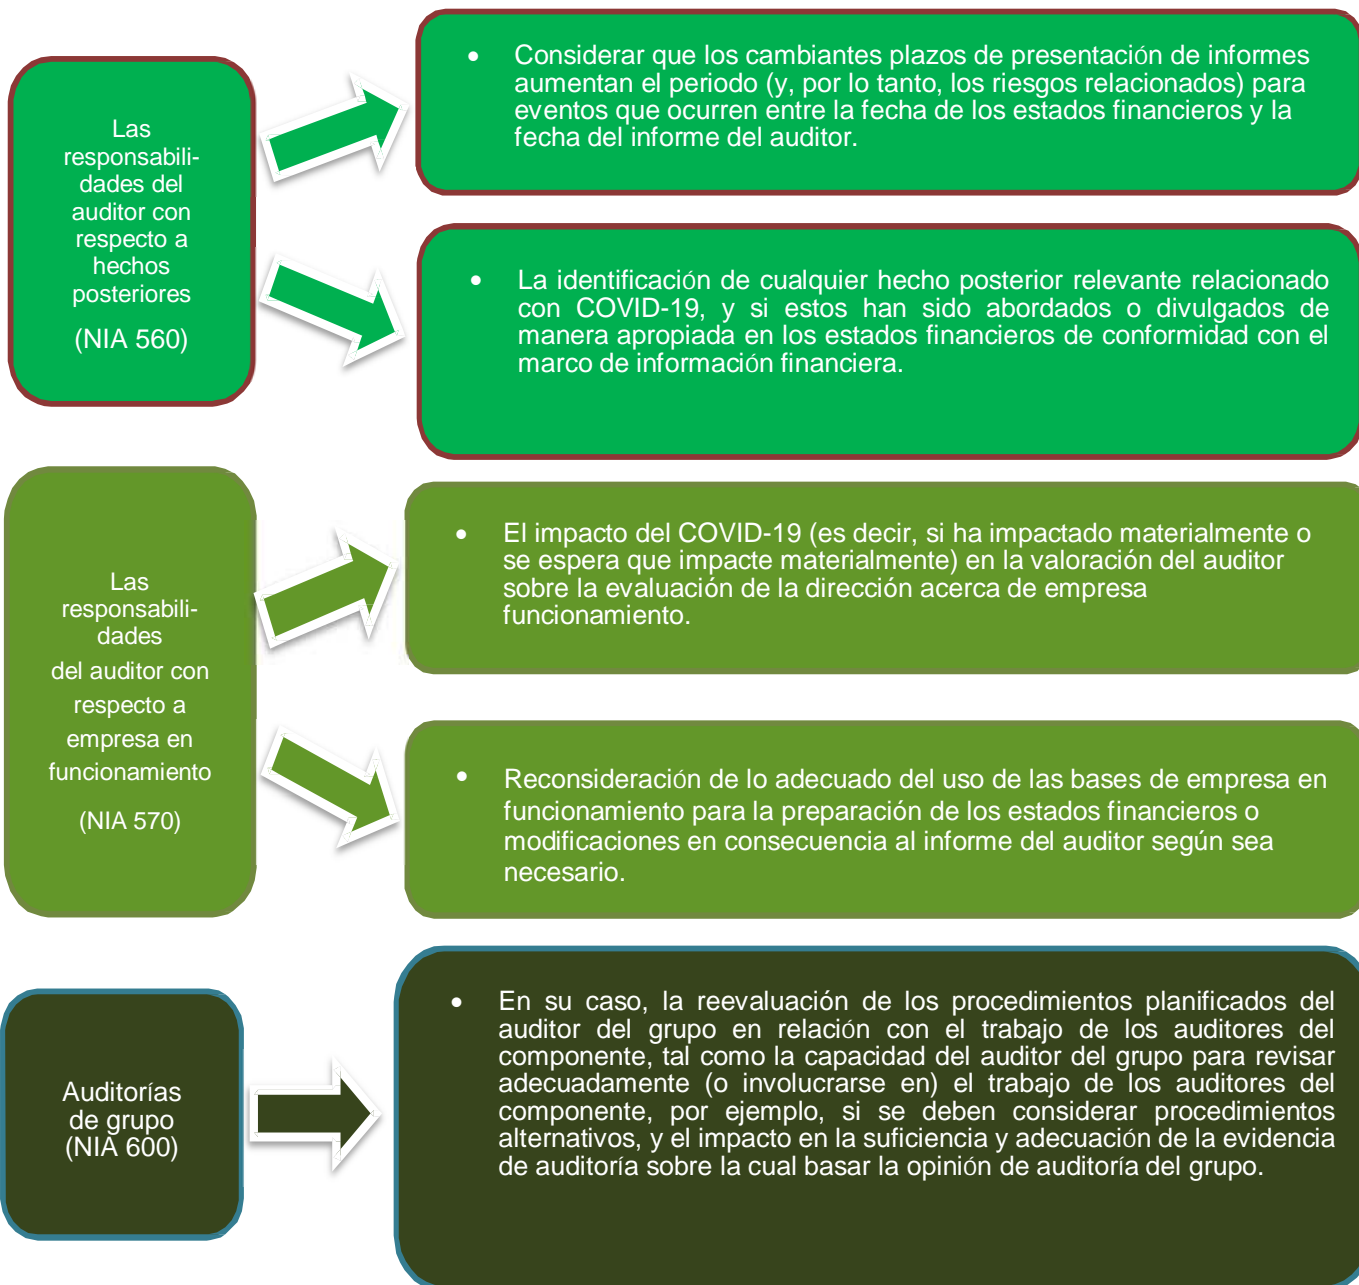 Las
responsabili-
dades del
auditor con
respecto a
hechos
posteriores
(NIA 560)
• Considerar que los cambiantes plazos de presentación de informes
aumentan el periodo (y, por lo tanto, los riesgos relacionados) para
eventos que ocurren entre la fecha de los estados financieros y la
fecha del informe del auditor.
• La identificación de cualquier hecho posterior relevante relacionado
con COVID-19, y si estos han sido abordados o divulgados de
manera apropiada en los estados financieros de conformidad con el
marco de información financiera.
Las
responsabili-
dades
del auditor con
respecto a
empresa en
funcionamiento
(NIA 570)
• El impacto del COVID-19 (es decir, si ha impactado materialmente o
se espera que impacte materialmente) en la valoración del auditor
sobre la evaluación de la dirección acerca de empresa
funcionamiento.
• Reconsideración de lo adecuado del uso de las bases de empresa en
funcionamiento para la preparación de los estados financieros o
modificaciones en consecuencia al informe del auditor según sea
necesario.
Auditorías
de grupo
(NIA 600)
• En su caso, la reevaluación de los procedimientos planificados del
auditor del grupo en relación con el trabajo de los auditores del
componente, tal como la capacidad del auditor del grupo para revisar
adecuadamente (o involucrarse en) el trabajo de los auditores del
componente, por ejemplo, si se deben considerar procedimientos
alternativos, y el impacto en la suficiencia y adecuación de la evidencia
de auditoría sobre la cual basar la opinión de auditoría del grupo.